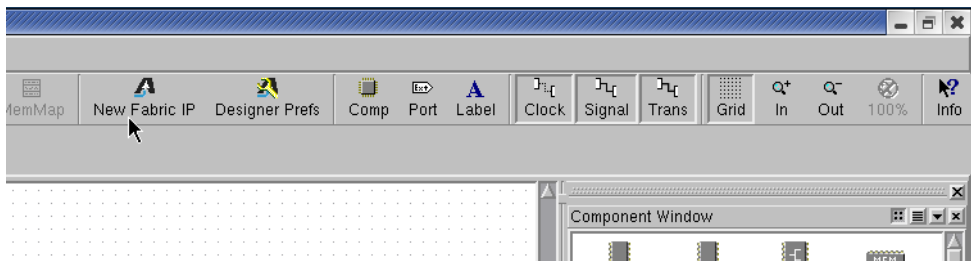 MemMap New Fabric IP Designer Prefs Comp Port Label Clock Signal Trans Grid In Out 100% Info
Component Window
MEM